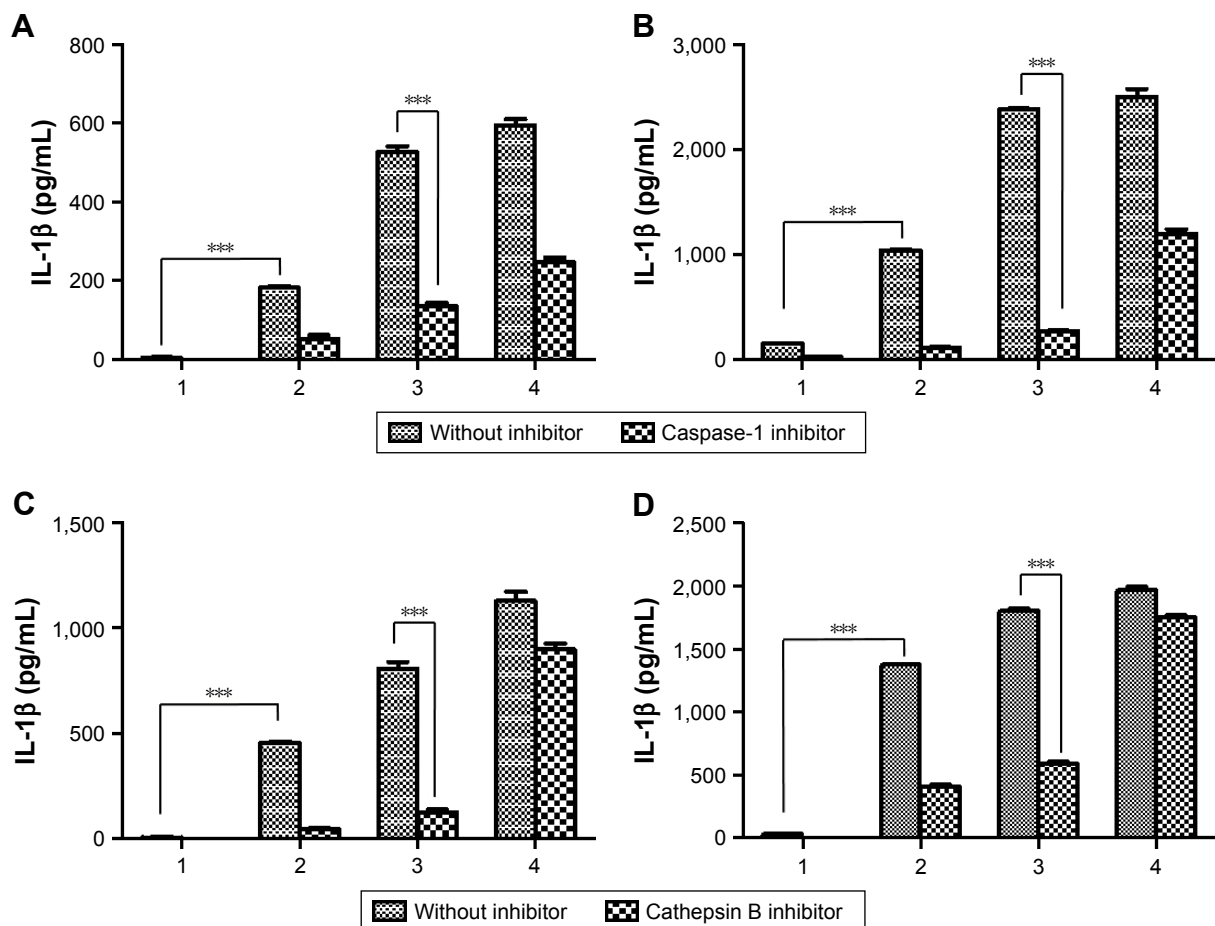 A
IL-1β (pg/mL)
800
600
400
200
0
***
***
1 2 3 4
B
IL-1β (pg/mL)
3,000
2,000
1,000
0
***
***
1 2 3 4
Without inhibitor Caspase-1 inhibitor
C
IL-1β (pg/mL)
1,500
1,000
500
0
***
***
1 2 3 4
D
IL-1β (pg/mL)
2,500
2,000
1,500
1,000
500
0
***
***
1 2 3 4
Without inhibitor Cathepsin B inhibitor